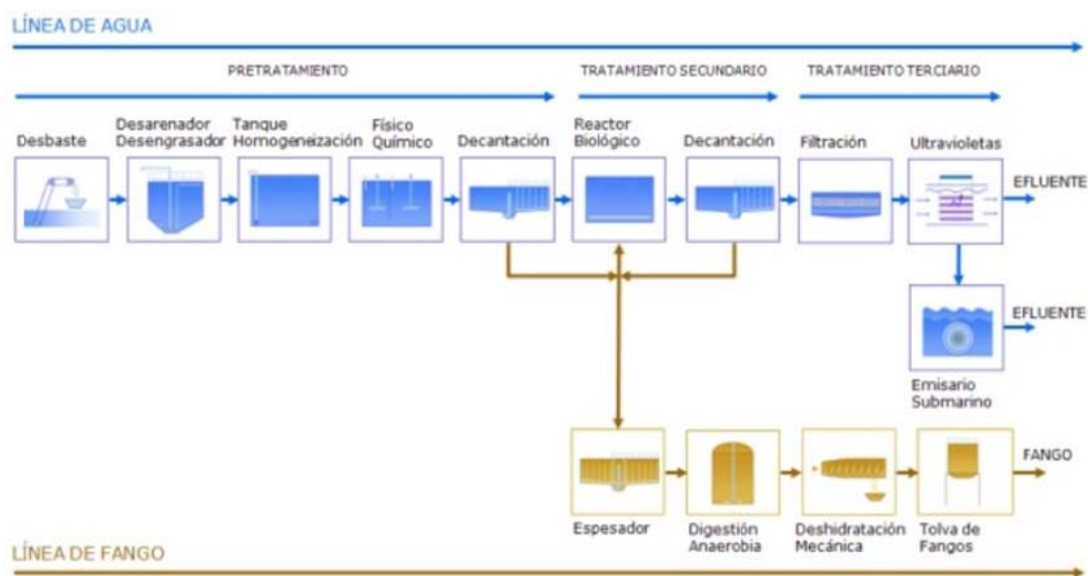 LÍNEA DE AGUA
PRETRATAMIENTO
TRATAMIENTO SECUNDARIO
TRATAMIENTO TERCIARIO
Desbaste
Desarenador
Desengrasador
Tanque
Homogeneización
Físico
Químico
Decantación
Reactor
Biológico
Decantación
Filtración
Ultravioletas
EFLUENTE
EFLUENTE
Emisario
Submarino
FANGO
Espesador
Digestión
Anaerobia
Deshidratación
Mecánica
Tolva de
Fangos
LÍNEA DE FANGO